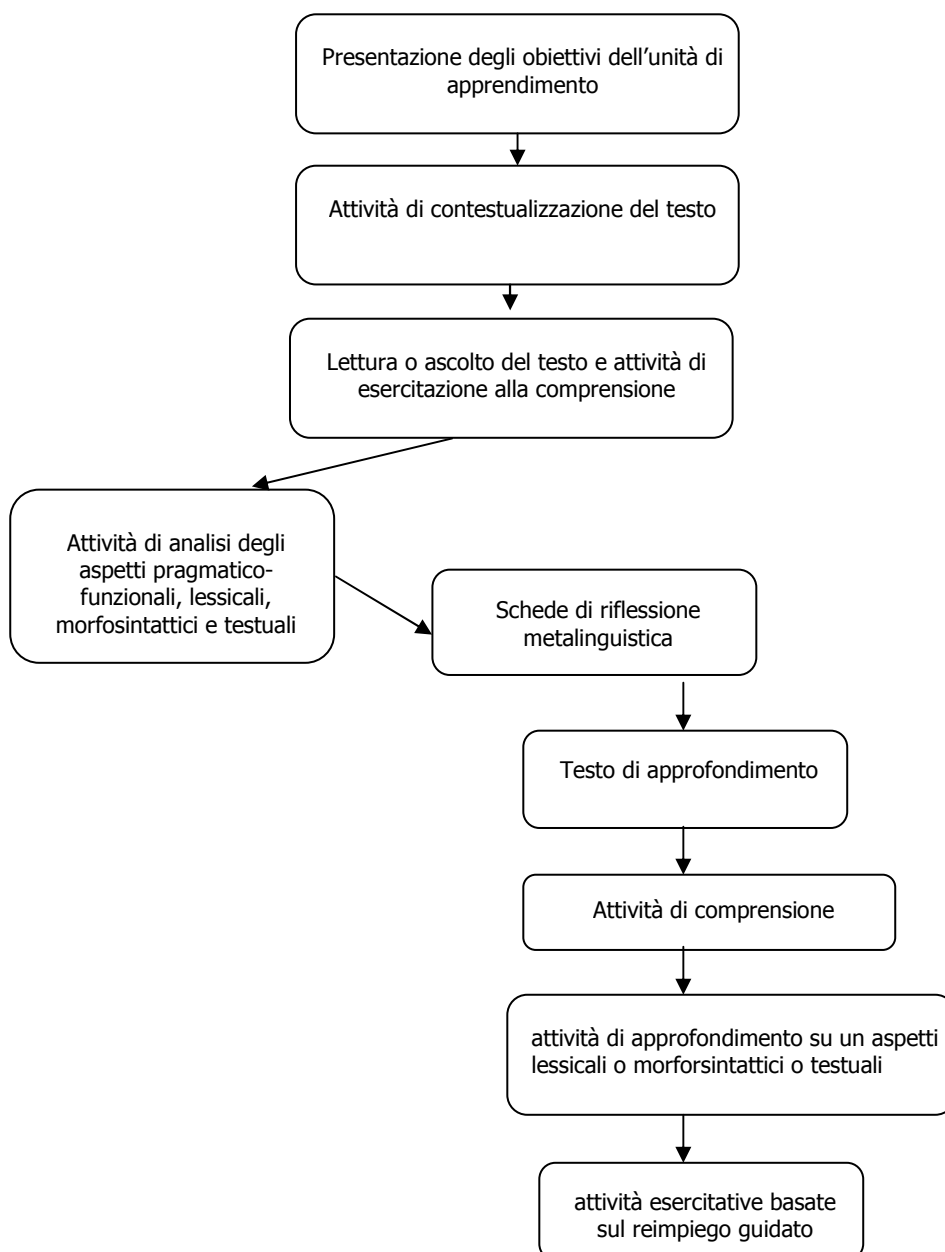 Presentazione degli obiettivi dell’unità di
apprendimento
Attività di contestualizzazione del testo
Lettura o ascolto del testo e attività di
esercitazione alla comprensione
Attività di analisi degli
aspetti pragmatico-
funzionali, lessicali,
morfosintattici e testuali
Schede di riflessione
metalinguistica
Testo di approfondimento
Attività di comprensione
attività di approfondimento su un aspetti
lessicali o morforsintattici o testuali
attività esercitative basate
sul reimpiego guidato